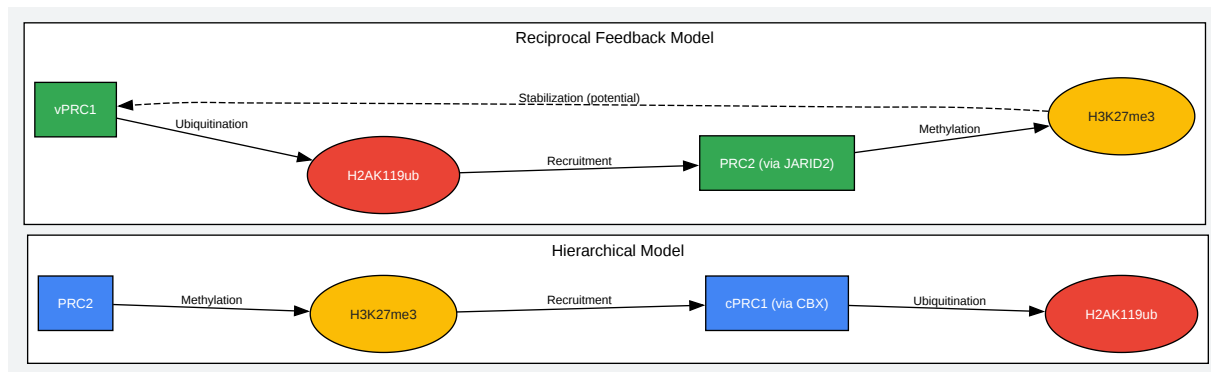 Reciprocal Feedback Model
vPRC1
Stabilization (potential)
H3K27me3
Ubiquitination
Methylation
H2AK119ub
Recruitment
PRC2 (via JARID2)
Hierarchical Model
PRC2
Methylation
H3K27me3
Recruitment
cPRC1 (via CBX)
Ubiquitination
H2AK119ub